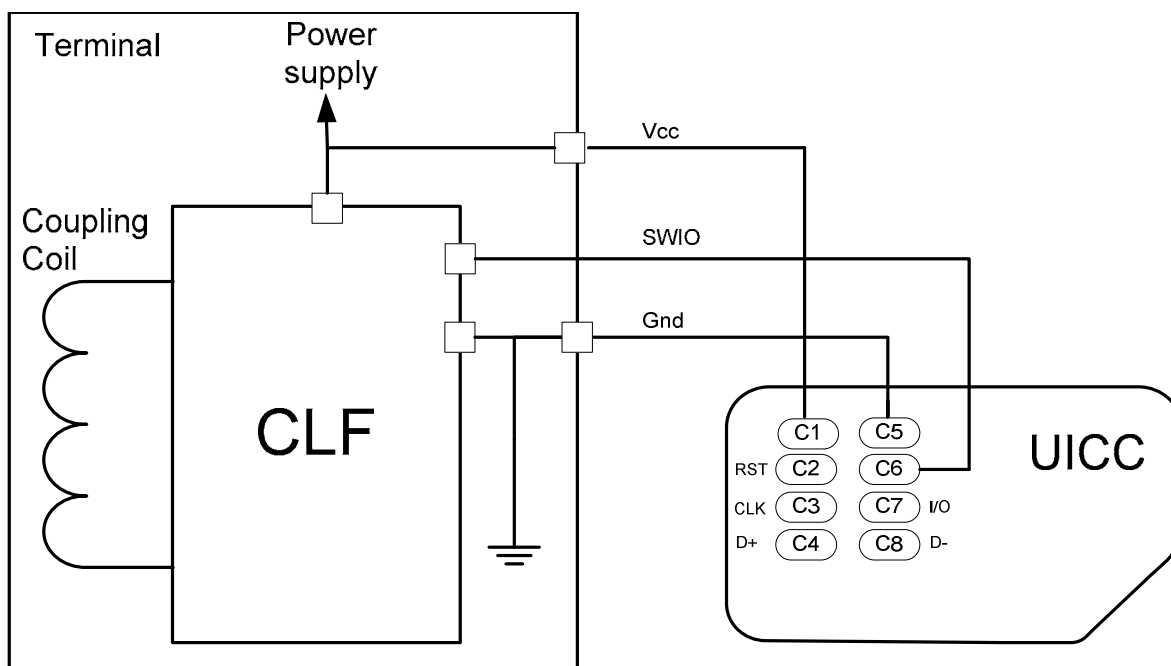 Terminal
Power
supply
Vcc
Coupling
Coil
SWIO
Gnd
CLF
UICC
C1 C5
RST C2 C6
CLK C3 C7 I/O
D+ C4 C8 D-